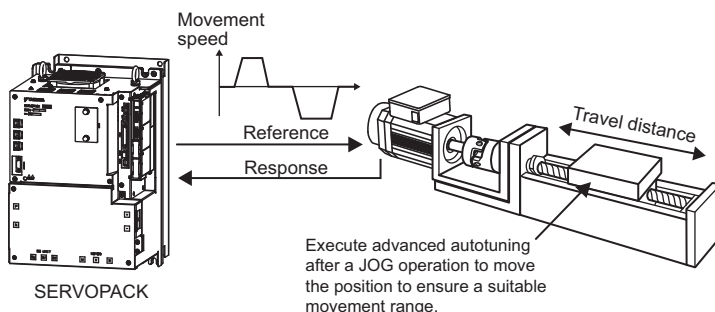 Movement
speed
Reference
Response
Travel distance
Execute advanced autotuning
after a JOG operation to move
the position to ensure a suitable
movement range.
SERVOPACK